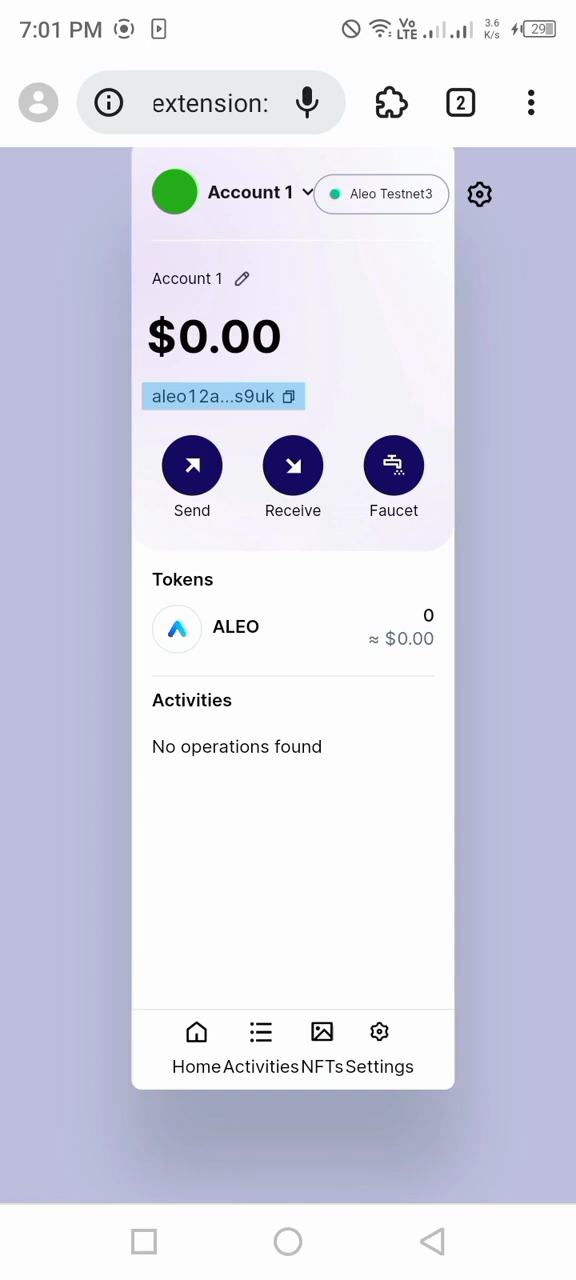 7:01 PM
Vo LTE
3.6 K/s
29
extension:
2
Account 1
Aleo Testnet3
Account 1
$0.00
aleo12a...s9uk
Send Receive Faucet
Tokens
ALEO
0
≈ $0.00
Activities
No operations found
Home Activities NFTs Settings